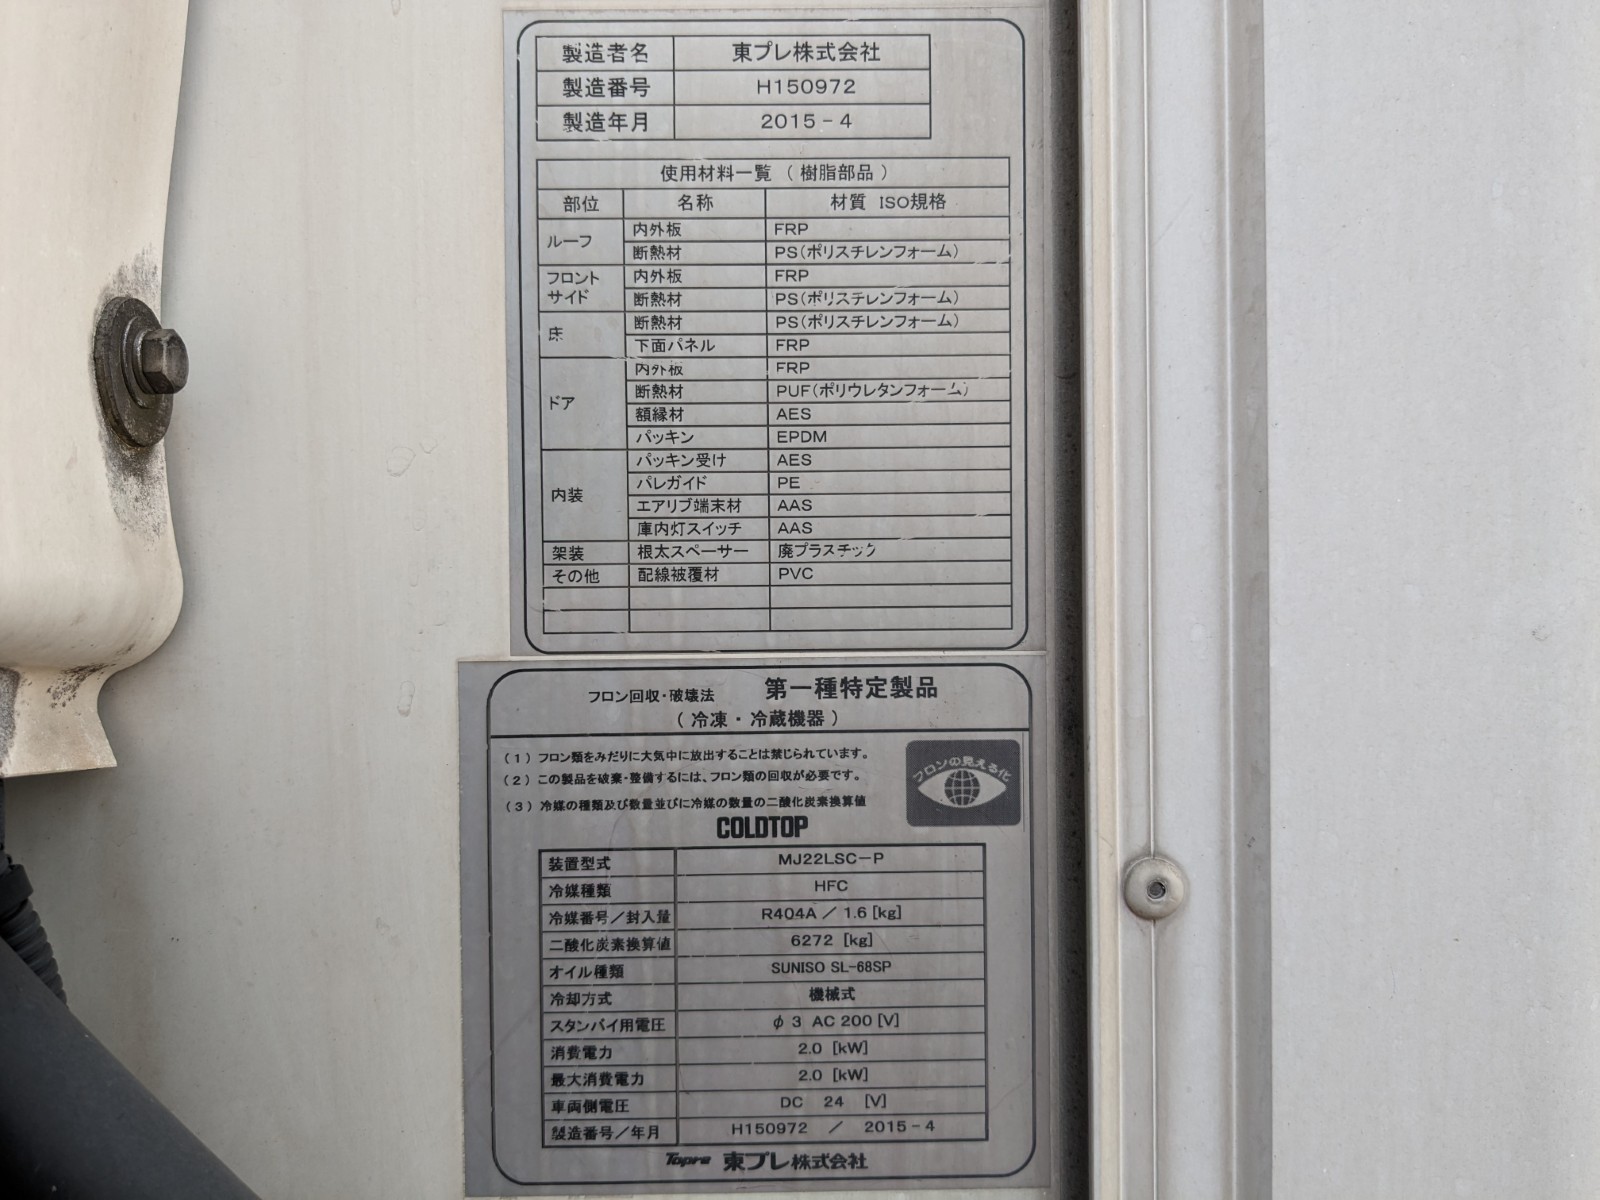 製造者名 東プレ株式会社
製造番号 H150972
製造年月 2015-4
使用材料一覧（樹脂部品）
部位 名称 材質 ISO規格
ルーフ 内外板 FRP
断熱材 PS(ポリスチレンフォーム)
フロントサイド 内外板 FRP
断熱材 PS(ポリスチレンフォーム)
床 断熱材 PS(ポリスチレンフォーム)
下面パネル FRP
ドア 内外板 FRP
断熱材 PUF(ポリウレタンフォーム)
額縁材 AES
パッキン EPDM
内装 パッキン受け AES
パレガイド PE
エアリブ端末材 AAS
庫内灯スイッチ AAS
架装 根太スペーサー 廃プラスチック
その他 配線被覆材 PVC
フロン回収・破壊法 第一種特定製品
（冷凍・冷蔵機器）
(1) フロン類をみだりに大気中に放出することは禁じられています。
(2) この製品を破棄・整備するには、フロン類の回収が必要です。
(3) 冷媒の種類及び数量並びに冷媒の数量の二酸化炭素換算値
フロンの見える化
COLDTOP
装置型式 MJ22LSC-P
冷媒種類 HFC
冷媒番号／封入量 R404A ／ 1.6 [kg]
二酸化炭素換算値 6272 [kg]
オイル種類 SUNISO SL-68SP
冷却方式 機械式
スタンバイ用電圧 φ 3 AC 200 [V]
消費電力 2.0 [kW]
最大消費電力 2.0 [kW]
車両側電圧 DC 24 [V]
製造番号／年月 H150972 ／ 2015-4
Topre 東プレ株式会社